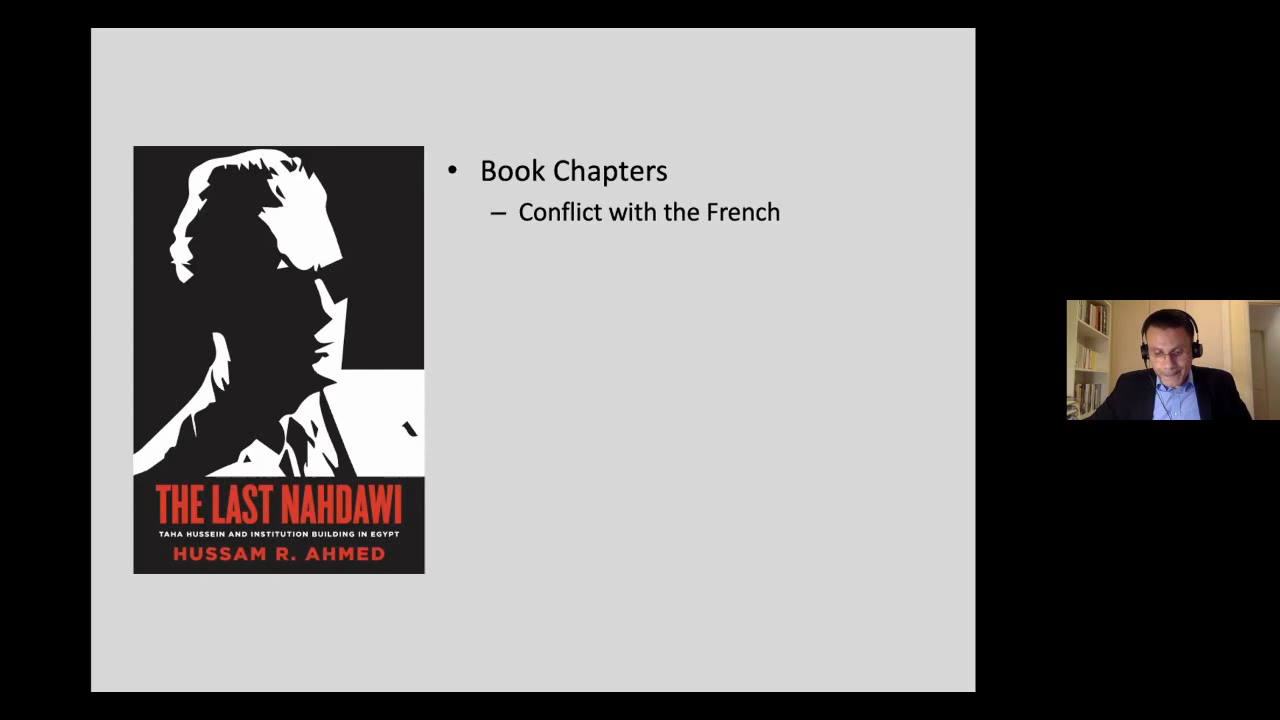 • Book Chapters
– Conflict with the French
THE LAST NAHDAWI
TAHA HUSSEIN AND INSTITUTION BUILDING IN EGYPT
HUSSAM R. AHMED